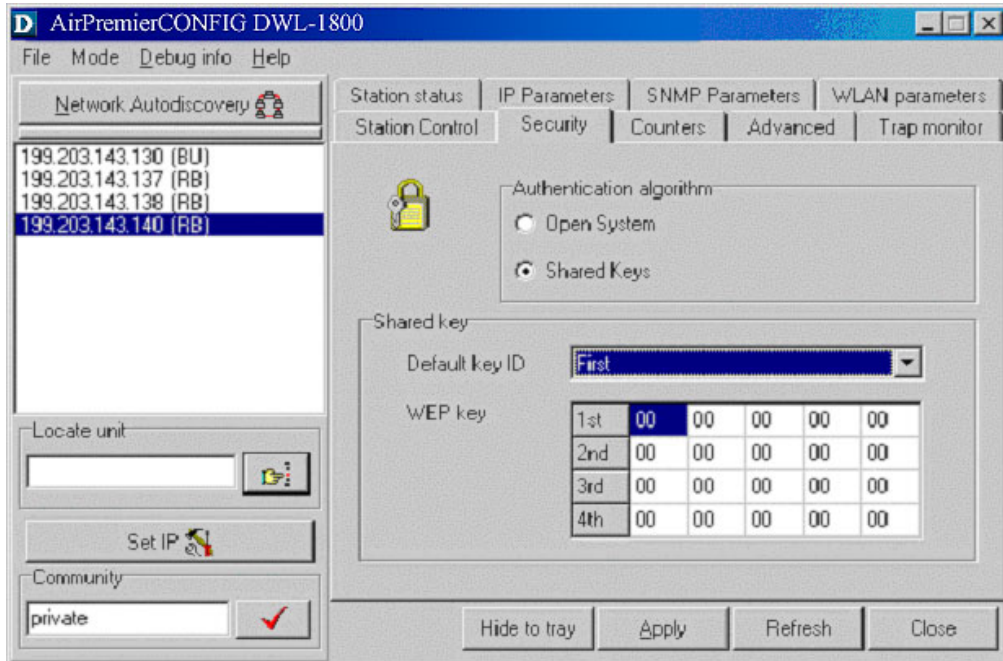 D AirPremierCONFIG DWL-1800
File Mode Debug info Help
Network Autodiscovery
199.203.143.130 (BU)
199.203.143.137 (RB)
199.203.143.138 (RB)
199.203.143.140 (RB)
Locate unit
Set IP
Community
private
Station status IP Parameters SNMP Parameters WLAN parameters
Station Control Security Counters Advanced Trap monitor
Authentication algorithm
Open System
Shared Keys
Shared key
Default key ID First
WEP key
1st 00 00 00 00 00
2nd 00 00 00 00 00
3rd 00 00 00 00 00
4th 00 00 00 00 00
Hide to tray Apply Refresh Close